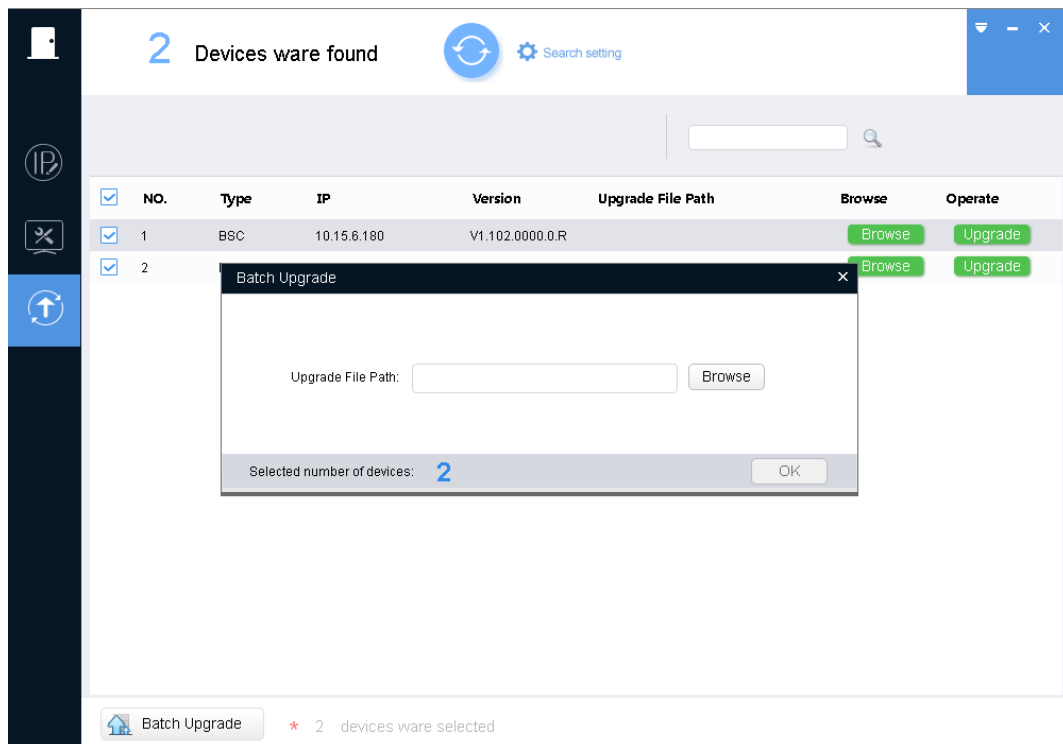 2 Devices ware found
Search setting
NO. Type IP Version Upgrade File Path Browse Operate
1 BSC 10.15.6.180 V1.102.0000.0.R Browse Upgrade
2 Browse Upgrade
Batch Upgrade
Upgrade File Path: Browse
Selected number of devices: 2 OK
Batch Upgrade * 2 devices ware selected
IP